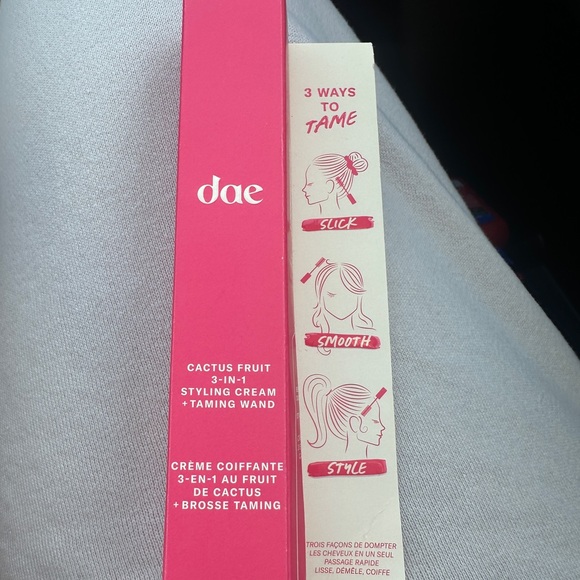 dae
CACTUS FRUIT
3-IN-1
STYLING CREAM
+TAMING WAND
CRÈME COIFFANTE
3-EN-1 AU FRUIT
DE CACTUS
+BROSSE TAMING
3 WAYS
TO
TAME
SLICK
SMOOTH
STYLE
TROIS FAÇONS DE DOMPTER
LES CHEVEUX EN UN SEUL
PASSAGE RAPIDE
LISSE, DÉMÊLE, COIFFE